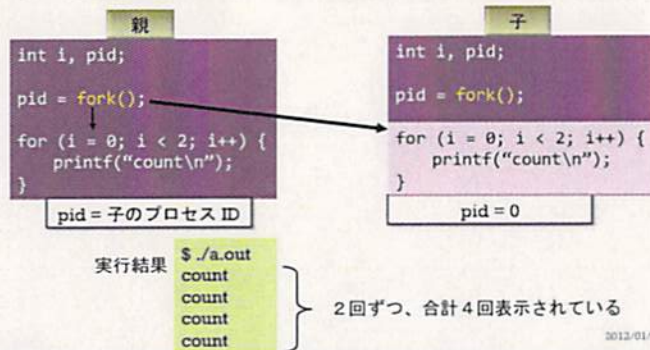 親
int i, pid;
pid = fork();
for (i = 0; i < 2; i++) {
printf("count\n");
}
pid = 子のプロセス ID
子
int i, pid;
pid = fork();
for (i = 0; i < 2; i++) {
printf("count\n");
}
pid = 0
実行結果
$ ./a.out
count
count
count
count
2回ずつ、合計4回表示されている